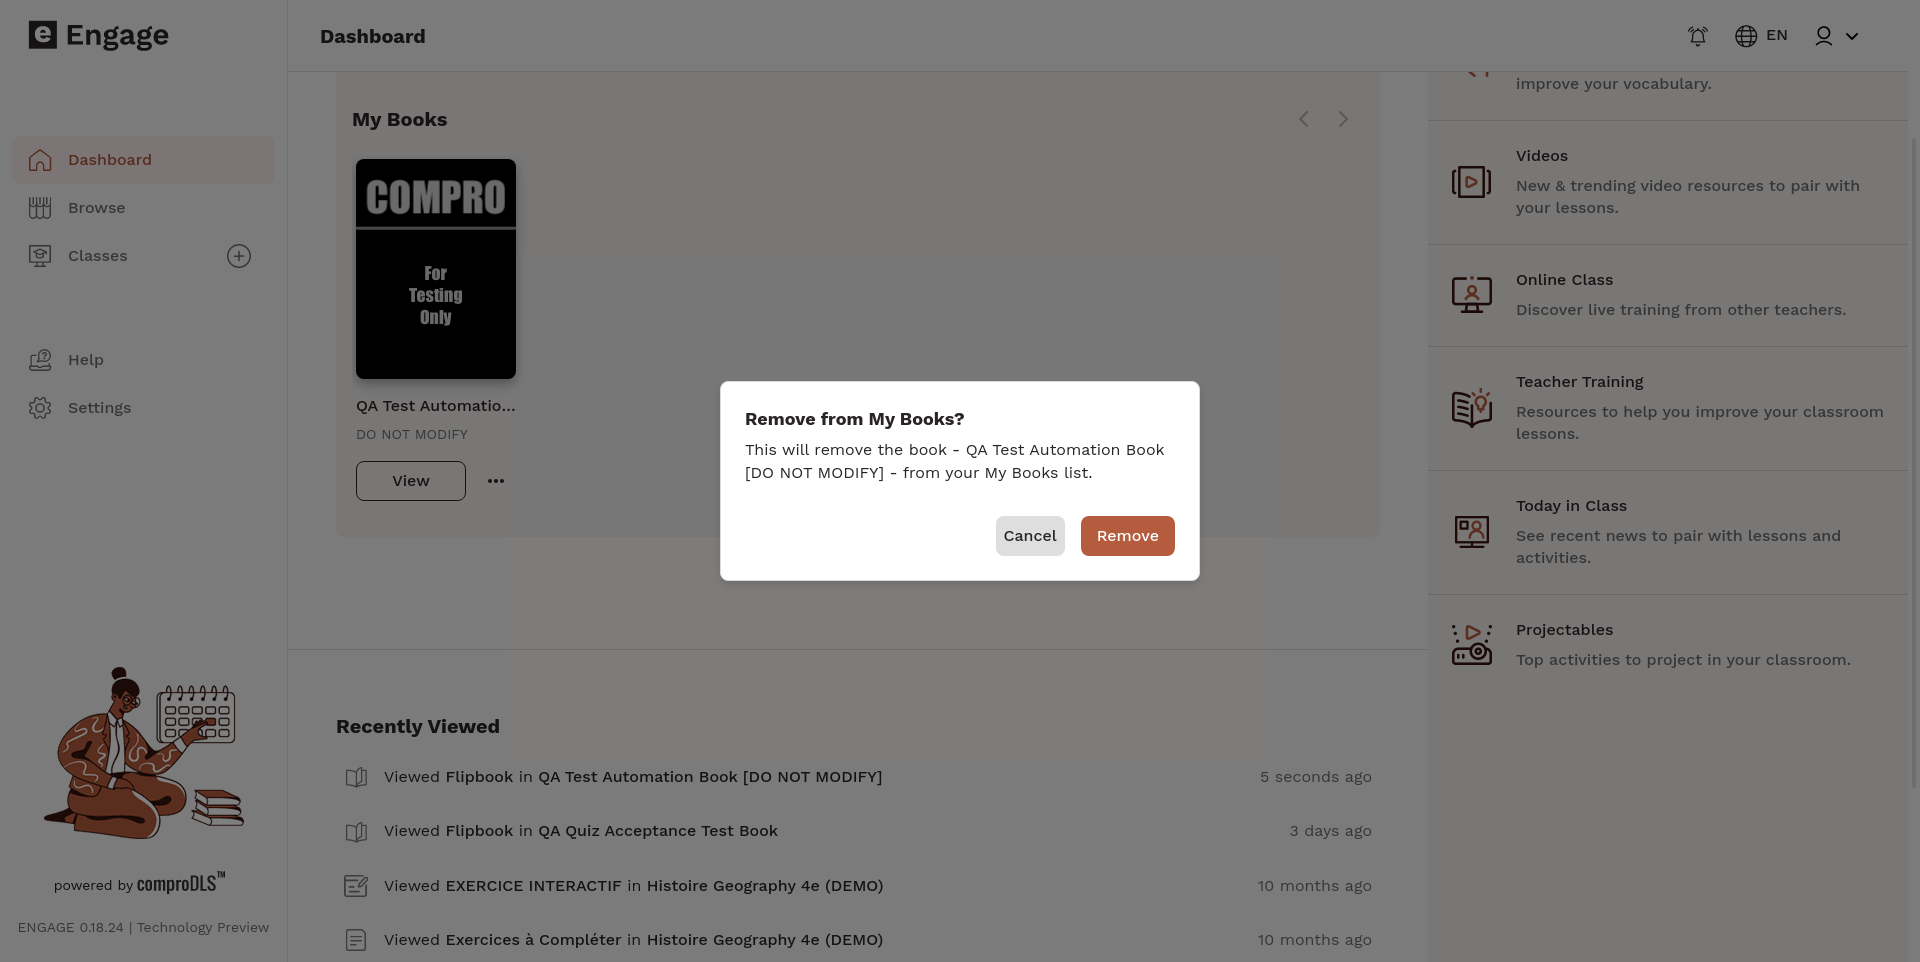 e Engage
Dashboard
EN
Dashboard
Browse
Classes
Help
Settings
powered by comproDLS™
ENGAGE 0.18.24 | Technology Preview
My Books
COMPRO
For
Testing
Only
QA Test Automatio...
DO NOT MODIFY
View
Remove from My Books?
This will remove the book - QA Test Automation Book
[DO NOT MODIFY] - from your My Books list.
Cancel
Remove
Recently Viewed
Viewed Flipbook in QA Test Automation Book [DO NOT MODIFY] 5 seconds ago
Viewed Flipbook in QA Quiz Acceptance Test Book 3 days ago
Viewed EXERCICE INTERACTIF in Histoire Geography 4e (DEMO) 10 months ago
Viewed Exercices à Compléter in Histoire Geography 4e (DEMO) 10 months ago
improve your vocabulary.
Videos
New & trending video resources to pair with
your lessons.
Online Class
Discover live training from other teachers.
Teacher Training
Resources to help you improve your classroom
lessons.
Today in Class
See recent news to pair with lessons and
activities.
Projectables
Top activities to project in your classroom.